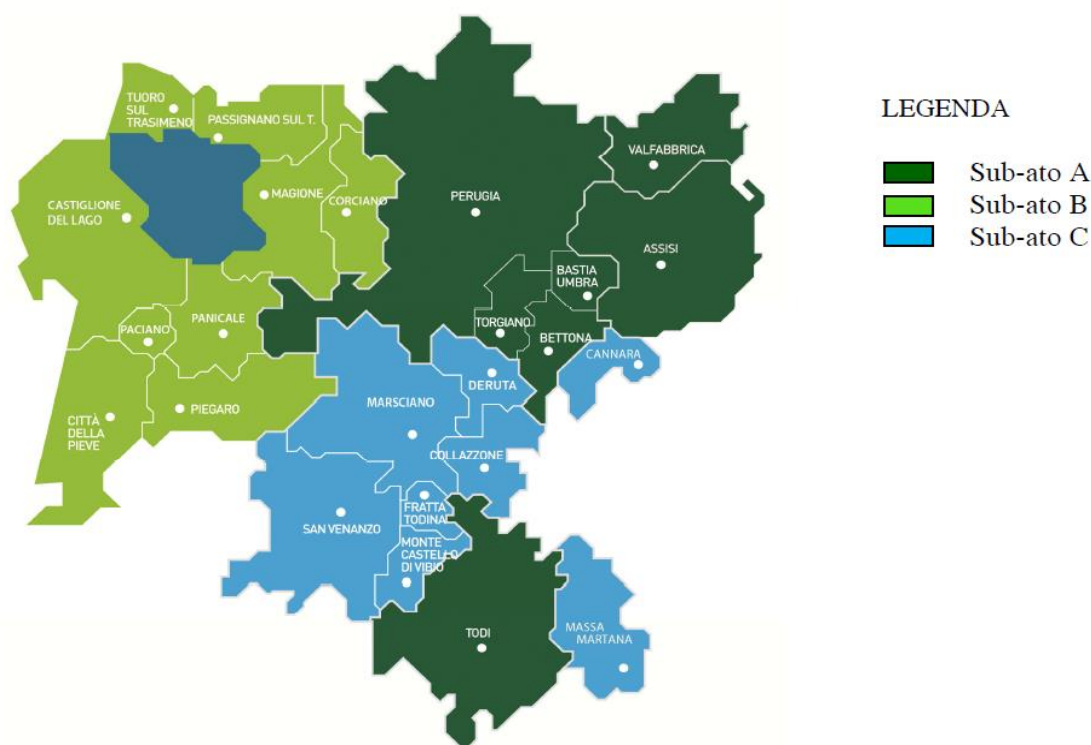 TUORO
SUL
TRASIMENO
PASSIGNANO SUL T.
CASTIGLIONE
DEL LAGO
MAGIONE
CORCIANO
PERUGIA
VALFABBRICA
ASSISI
BASTIA
UMBRA
TORGIANO
BETTONA
CANNARA
PACIANO
PANICALE
DERUTA
MARSCIANO
CITTÀ
DELLA
PIEVE
PIEGARO
COLLAZZONE
SAN VENANZO
FRATTA
TODINA
MONTE
CASTELLO
DI VIBIO
TODI
MASSA
MARTANA
LEGENDA
Sub-ato A
Sub-ato B
Sub-ato C